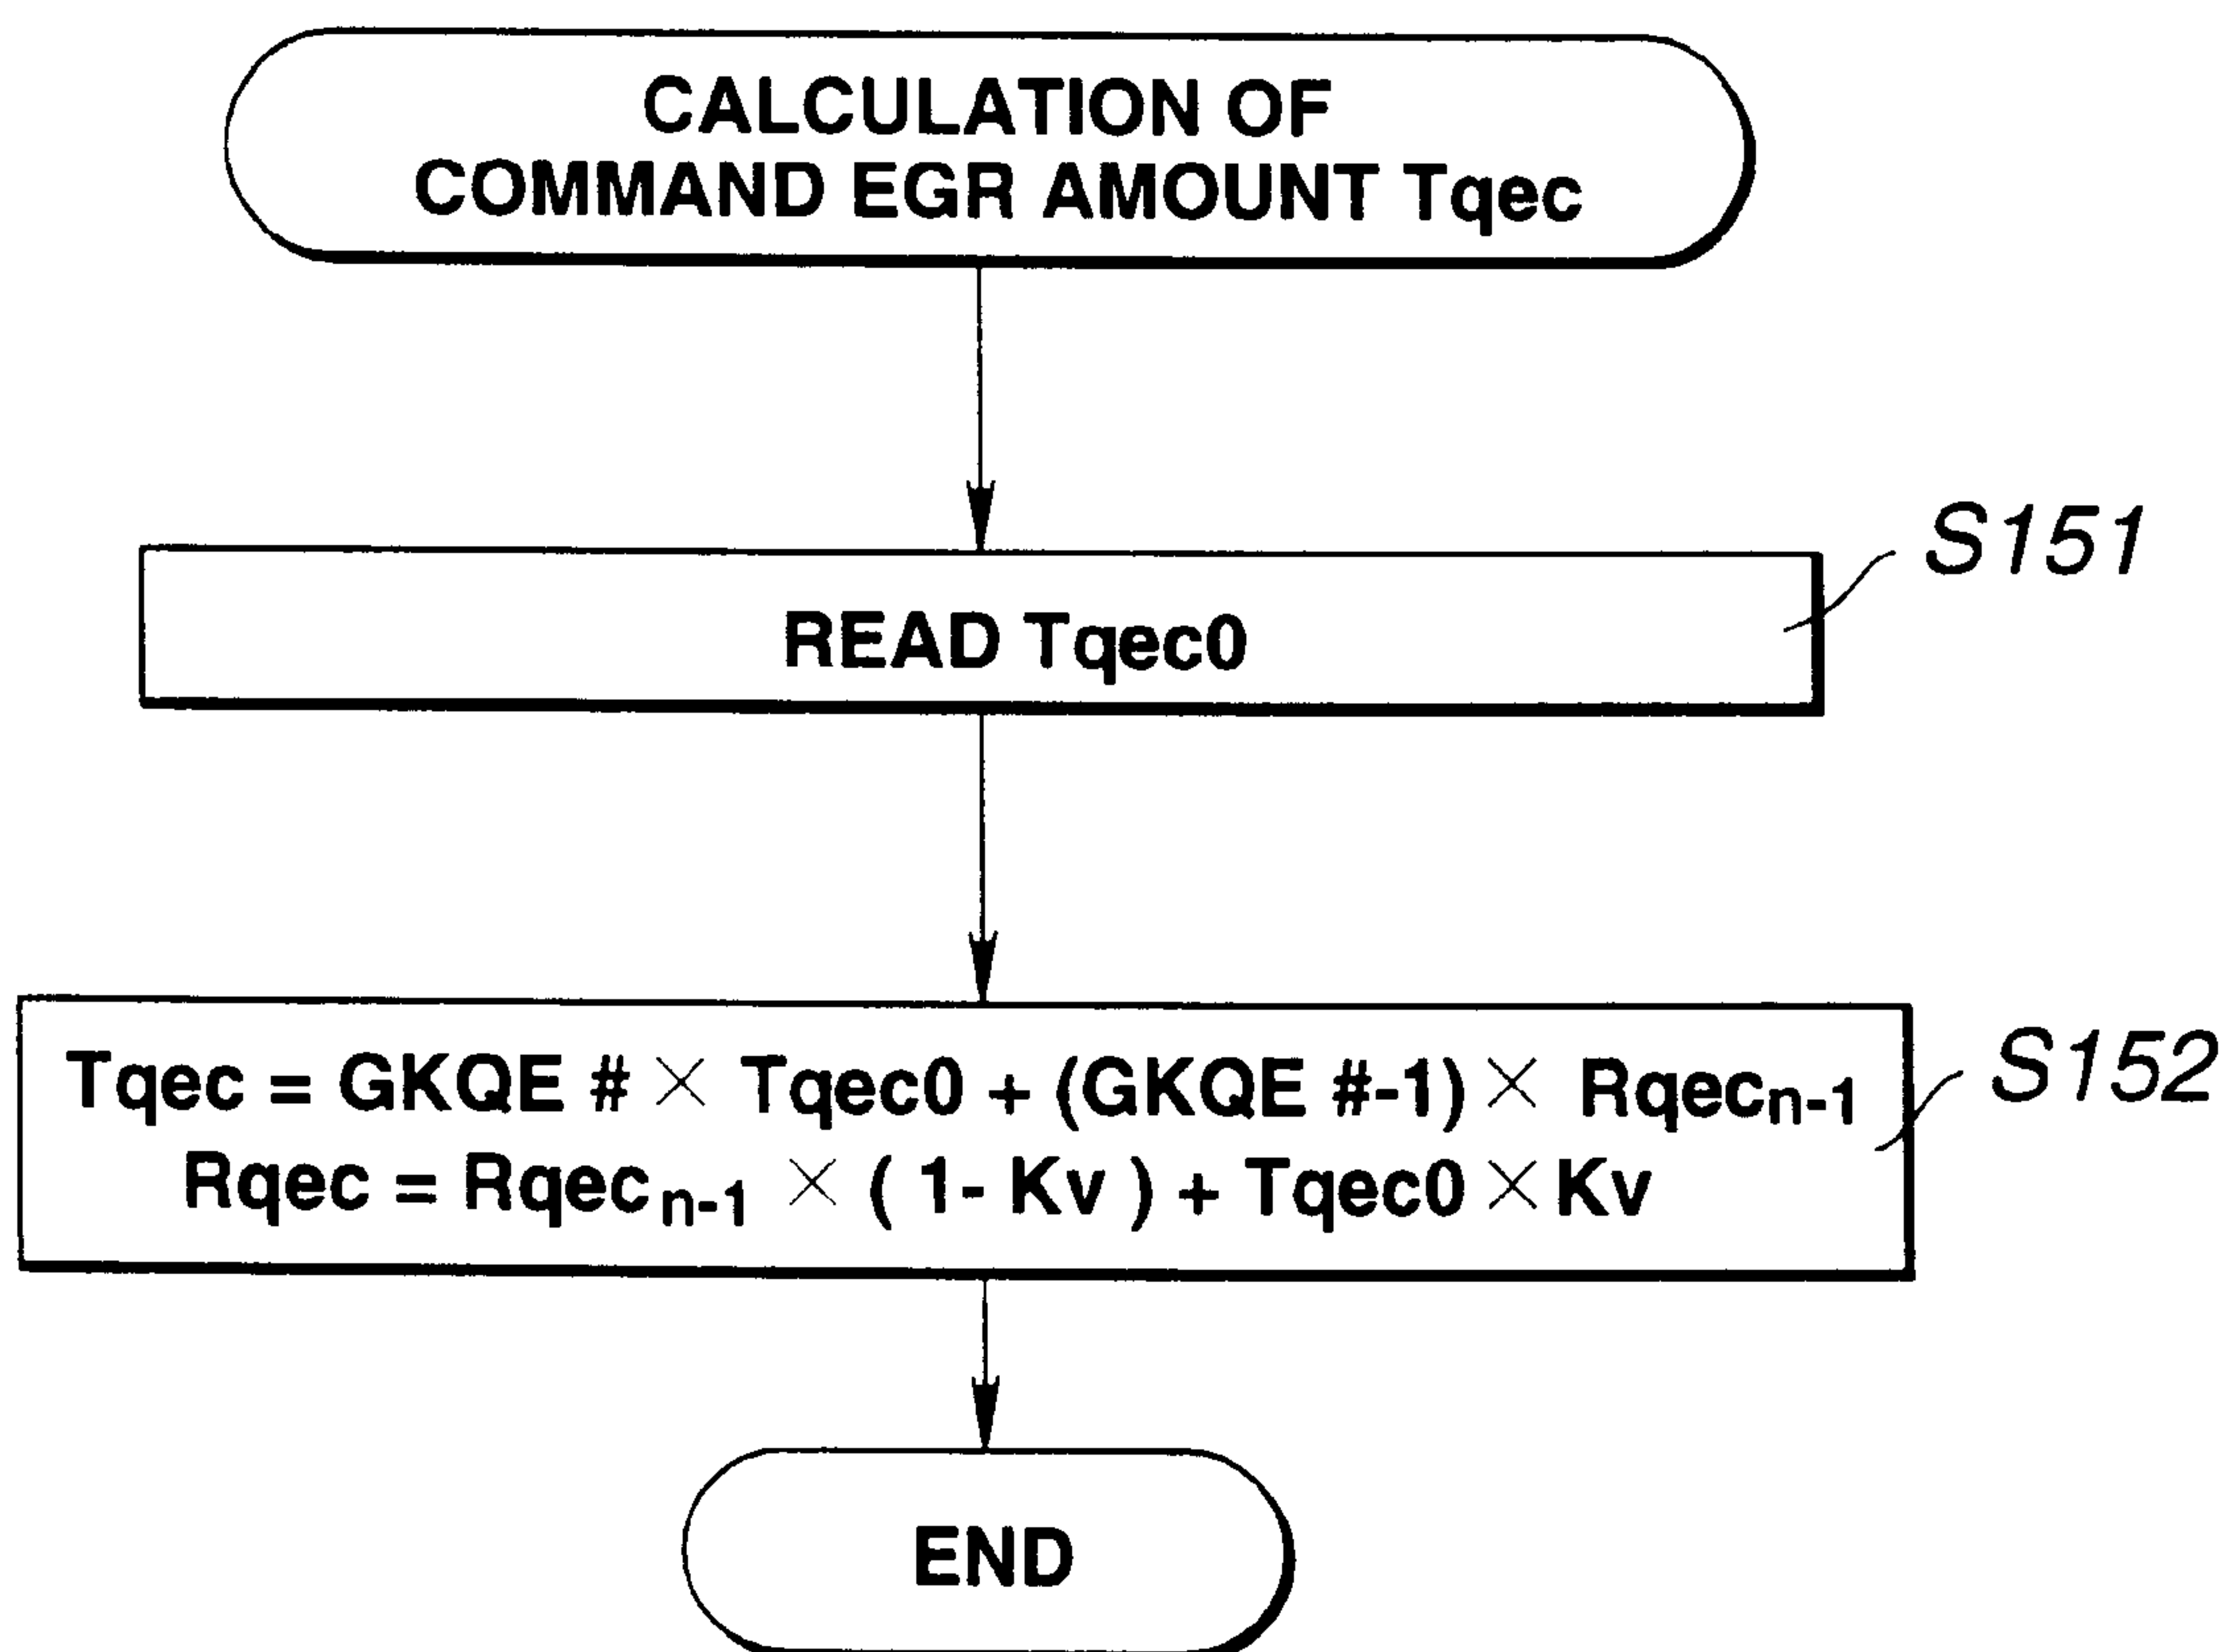 CALCULATION OF
COMMAND EGR AMOUNT Tqec
S151
READ Tqec0
S152
Tqec = GKQE # × Tqec0 + (GKQE #-1) × Rqecn-1
Rqec = Rqec n-1 × ( 1- Kv ) + Tqec0 × Kv
END